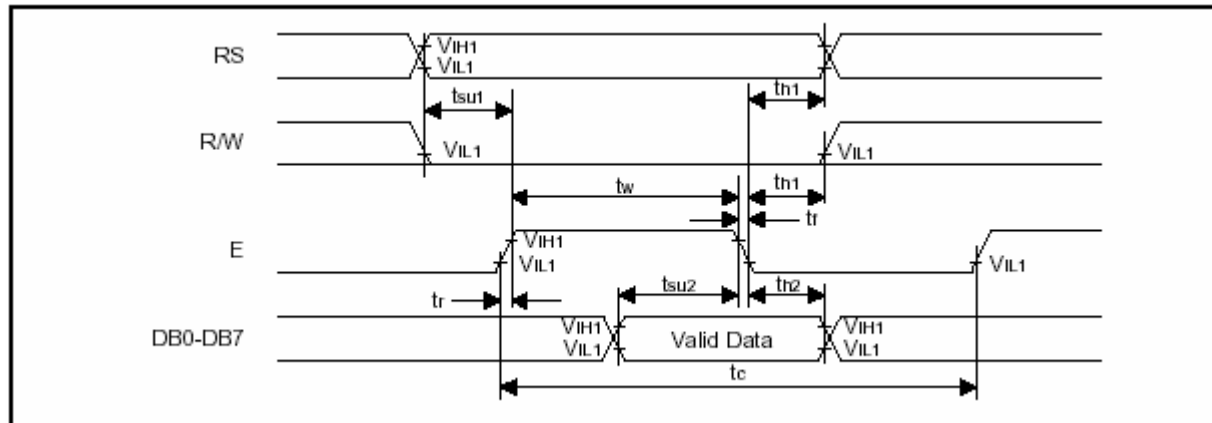 RS
VIH1
VIL1
tsu1
th1
R/W
VIL1
VIL1
tw
th1
tf
E
VIH1
VIL1
VIL1
tr
tsu2
th2
DB0-DB7
VIH1
VIL1
Valid Data
VIH1
VIL1
tc